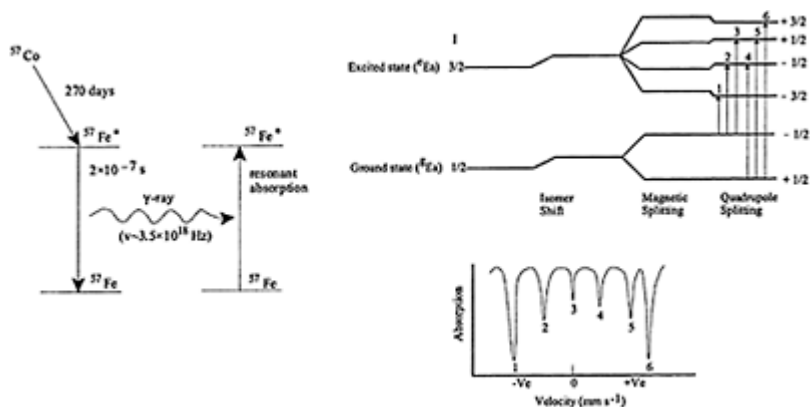 ⁵⁷Co
270 days
⁵⁷Fe*
⁵⁷Fe*
2×10⁻⁷ s
γ-ray
resonant
absorption
(ν~3.5×10¹⁸ Hz)
⁵⁷Fe
⁵⁷Fe
I
Excited state (ᵉEa) 3/2
Ground state (ᵍEa) 1/2
1
2
3
4
5
6
+ 3/2
+ 1/2
- 1/2
- 3/2
- 1/2
+ 1/2
Isomer
Shift
Magnetic
Splitting
Quadrupole
Splitting
Absorption
1
2
3
4
5
6
-Ve
0
+Ve
Velocity (mm s⁻¹)